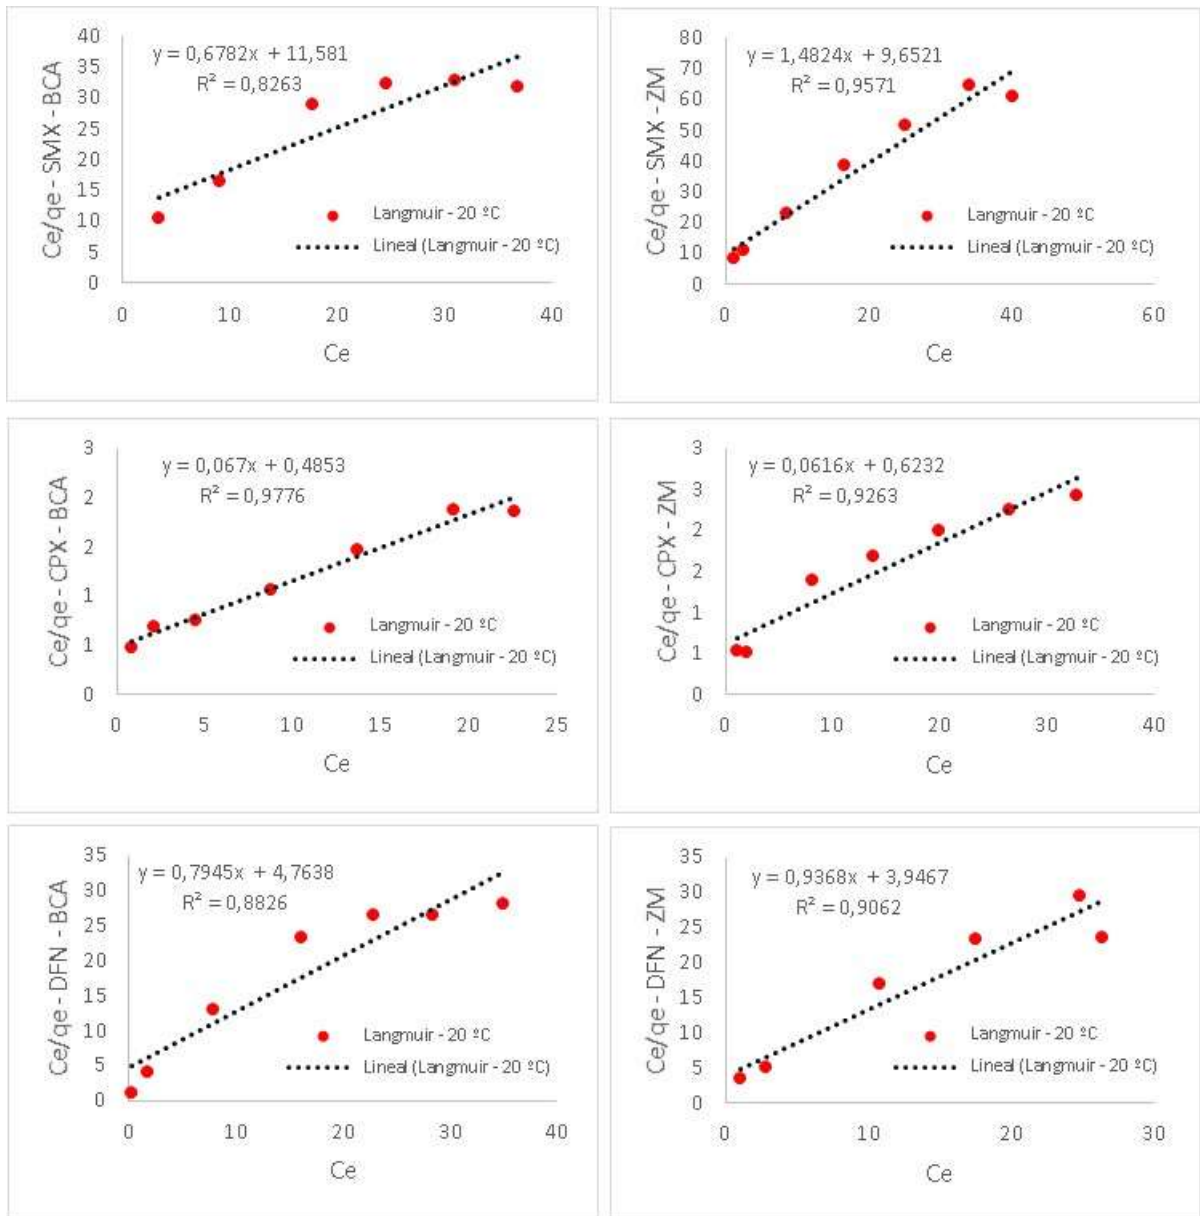 y = 0,6782x + 11,581
R² = 0,8263
Ce/qe - SMX - BCA
40
35
30
25
20
15
10
5
0
Langmuir - 20 ºC
Lineal (Langmuir - 20 ºC)
0 10 20 30 40
Ce
y = 1,4824x + 9,6521
R² = 0,9571
Ce/qe - SMX - ZM
80
70
60
50
40
30
20
10
0
Langmuir - 20 ºC
Lineal (Langmuir - 20 ºC)
0 20 40 60
Ce
y = 0,067x + 0,4853
R² = 0,9776
Ce/qe - CPX - BCA
3
2
2
1
1
0
Langmuir - 20 ºC
Lineal (Langmuir - 20 ºC)
0 5 10 15 20 25
Ce
y = 0,0616x + 0,6232
R² = 0,9263
Ce/qe - CPX - ZM
3
3
2
2
1
1
0
Langmuir - 20 ºC
Lineal (Langmuir - 20 ºC)
0 10 20 30 40
Ce
y = 0,7945x + 4,7638
R² = 0,8826
Ce/qe - DFN - BCA
35
30
25
20
15
10
5
0
Langmuir - 20 ºC
Lineal (Langmuir - 20 ºC)
0 10 20 30 40
Ce
y = 0,9368x + 3,9467
R² = 0,9062
Ce/qe - DFN - ZM
35
30
25
20
15
10
5
0
Langmuir - 20 ºC
Lineal (Langmuir - 20 ºC)
0 10 20 30
Ce